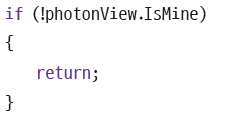 if (!photonView.IsMine)
{
    return;
}